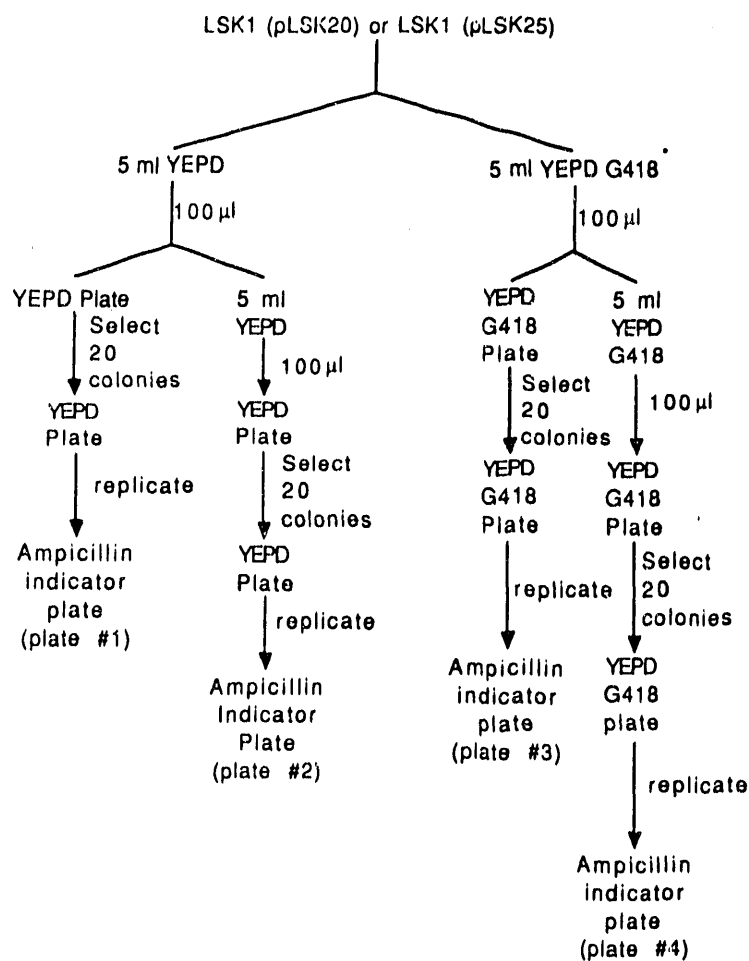 LSK1 (pLSK20) or LSK1 (pLSK25)
5 ml YEPD
100 µl
YEPD Plate
Select
20
colonies
YEPD
Plate
replicate
Ampicillin
indicator
plate
(plate #1)
5 ml
YEPD
100 µl
YEPD
Plate
Select
20
colonies
YEPD
Plate
replicate
Ampicillin
Indicator
Plate
(plate #2)
5 ml YEPD G418
100 µl
YEPD
G418
Plate
Select
20
colonies
YEPD
G418
Plate
replicate
Ampicillin
indicator
plate
(plate #3)
5 ml
YEPD
G418
100 µl
YEPD
G418
Plate
Select
20
colonies
YEPD
G418
plate
replicate
Ampicillin
indicator
plate
(plate #4)